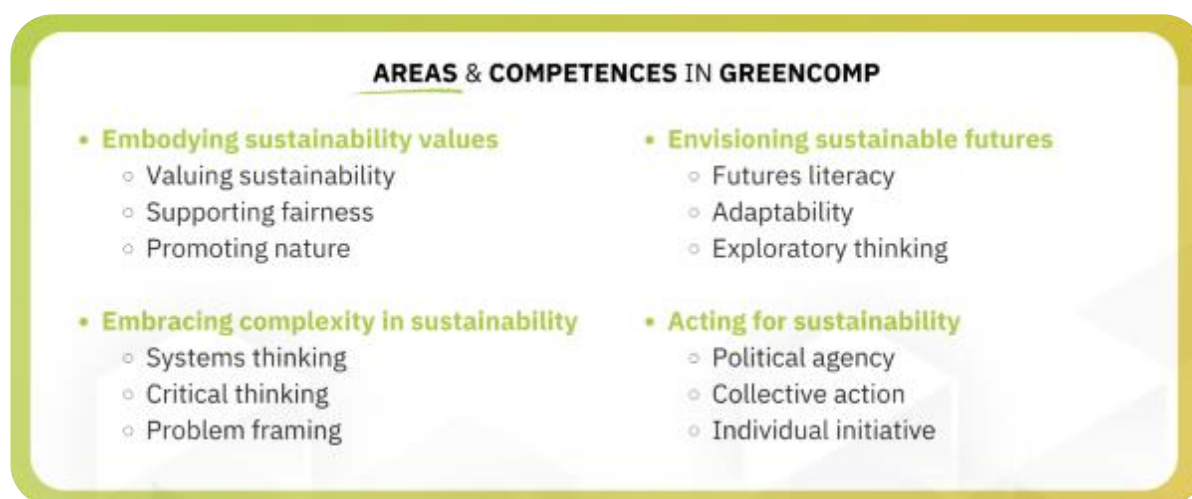 AREAS & COMPETENCES IN GREENCOMP
• Embodying sustainability values
○ Valuing sustainability
○ Supporting fairness
○ Promoting nature
• Embracing complexity in sustainability
○ Systems thinking
○ Critical thinking
○ Problem framing
• Envisioning sustainable futures
○ Futures literacy
○ Adaptability
○ Exploratory thinking
• Acting for sustainability
○ Political agency
○ Collective action
○ Individual initiative